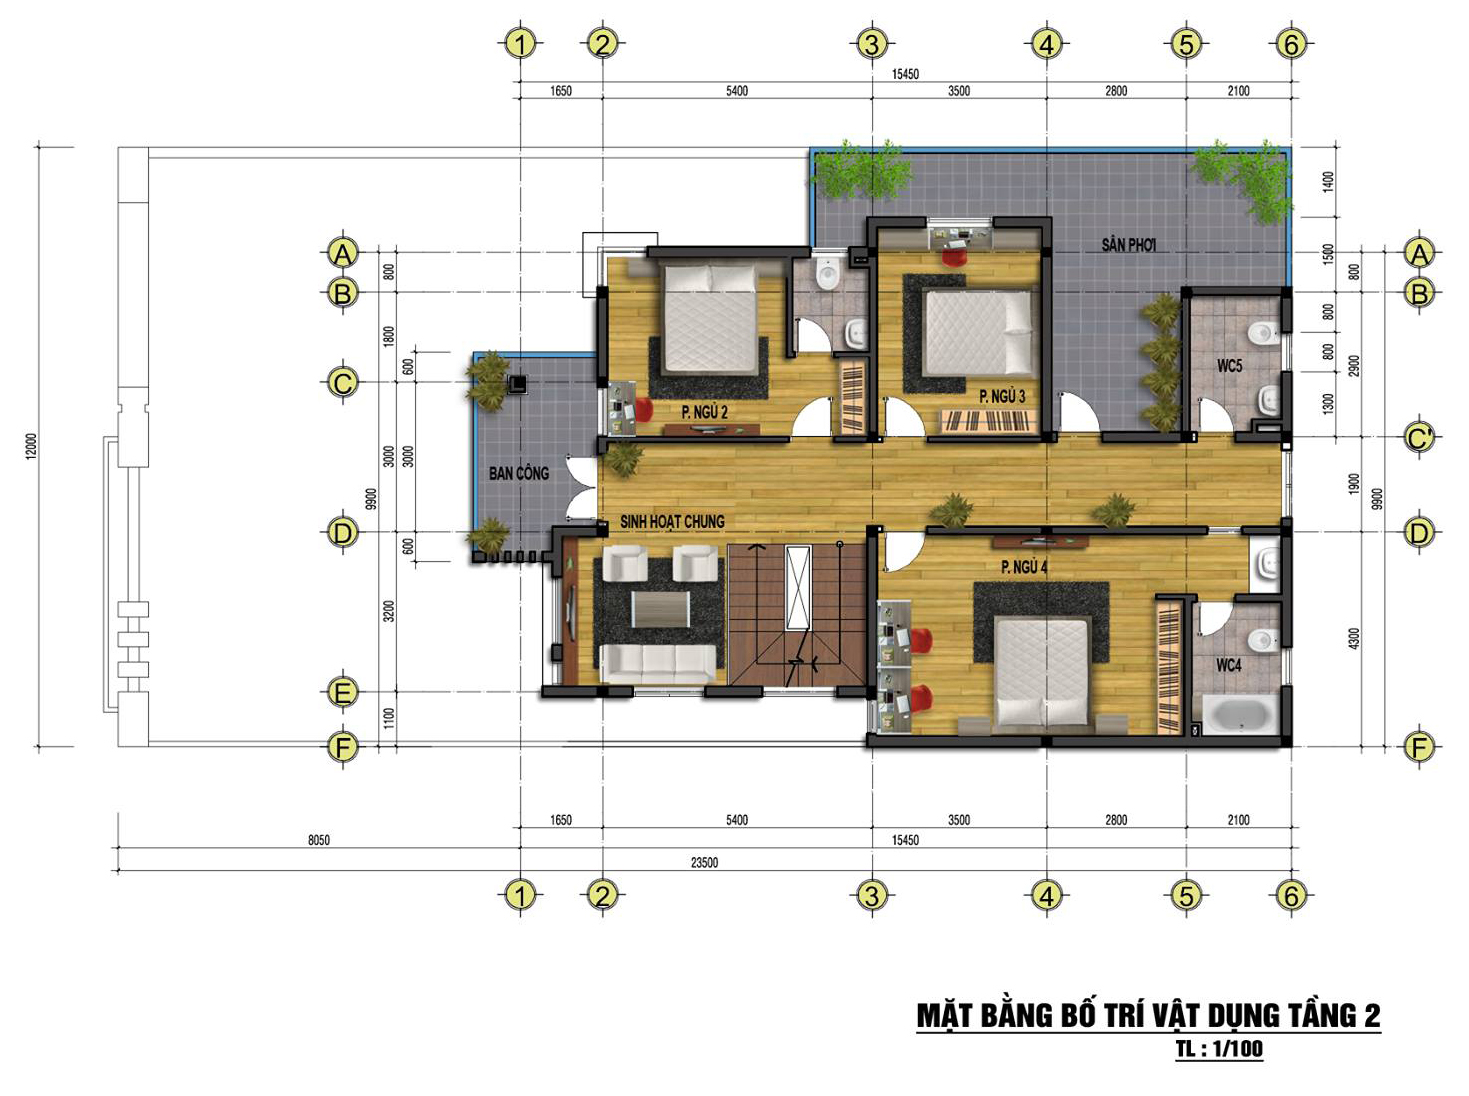 1 2 3 4 5 6
15450
1650 5400 3500 2800 2100
A
B
C
D
E
F
12000
800
1800
3000
3200
1100
9900
600
3000
600
A
B
C'
D
F
1400
1500
800
800
1300
800
2900
1900
4300
9900
SÂN PHƠI
WC5
P. NGỦ 2
P. NGỦ 3
BAN CÔNG
SINH HOẠT CHUNG
P. NGỦ 4
WC4
1650 5400 3500 2800 2100
8050 15450
23500
1 2 3 4 5 6
MẶT BẰNG BỐ TRÍ VẬT DỤNG TẦNG 2
TL : 1/100